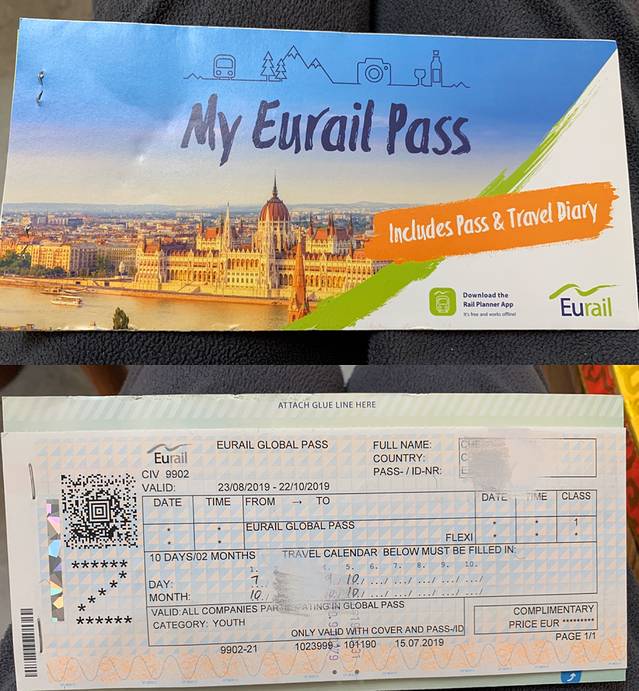 My Eurail Pass
Includes Pass & Travel Diary
Download the
Rail Planner App
It's free and works offline!
Eurail
ATTACH GLUE LINE HERE
Eurail
EURAIL GLOBAL PASS
FULL NAME:
COUNTRY:
PASS- / ID-NR:
CIV 9902
VALID: 23/08/2019 - 22/10/2019
DATE TIME FROM → TO DATE TIME CLASS
EURAIL GLOBAL PASS 1
FLEXI
10 DAYS/02 MONTHS TRAVEL CALENDAR BELOW MUST BE FILLED IN:
1. 4. 5. 6. 7. 8. 9. 10.
DAY: 7
MONTH: 10
VALID:ALL COMPANIES PARTICIPATING IN GLOBAL PASS
CATEGORY: YOUTH
COMPLIMENTARY
PRICE EUR *******
ONLY VALID WITH COVER AND PASS-/ID
PAGE 1/1
9902-21 1023999 - 101190 15.07.2019